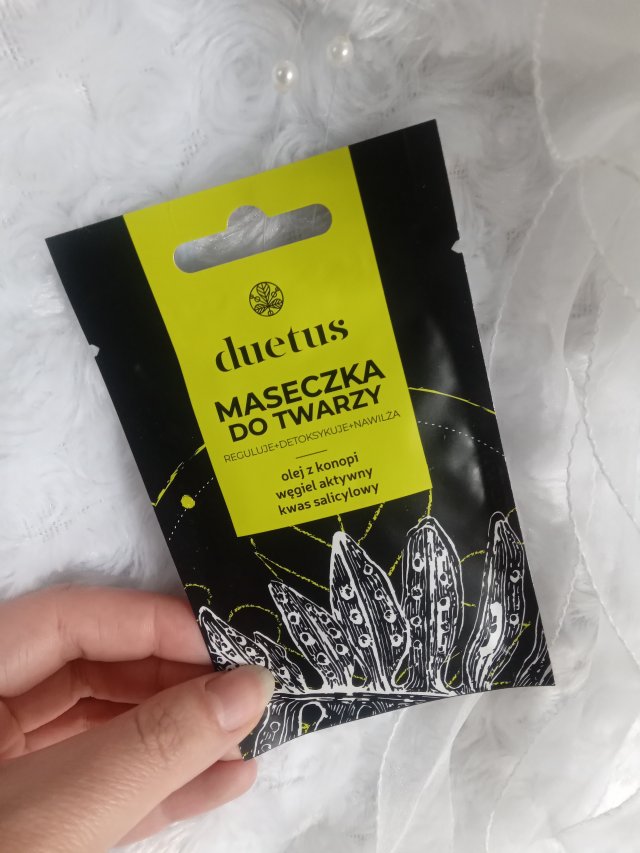 duetus
MASECZKA
DO TWARZY
REGULUJE+DETOKSYKUJE+NAWILŻA
olej z konopi
węgiel aktywny
kwas salicylowy